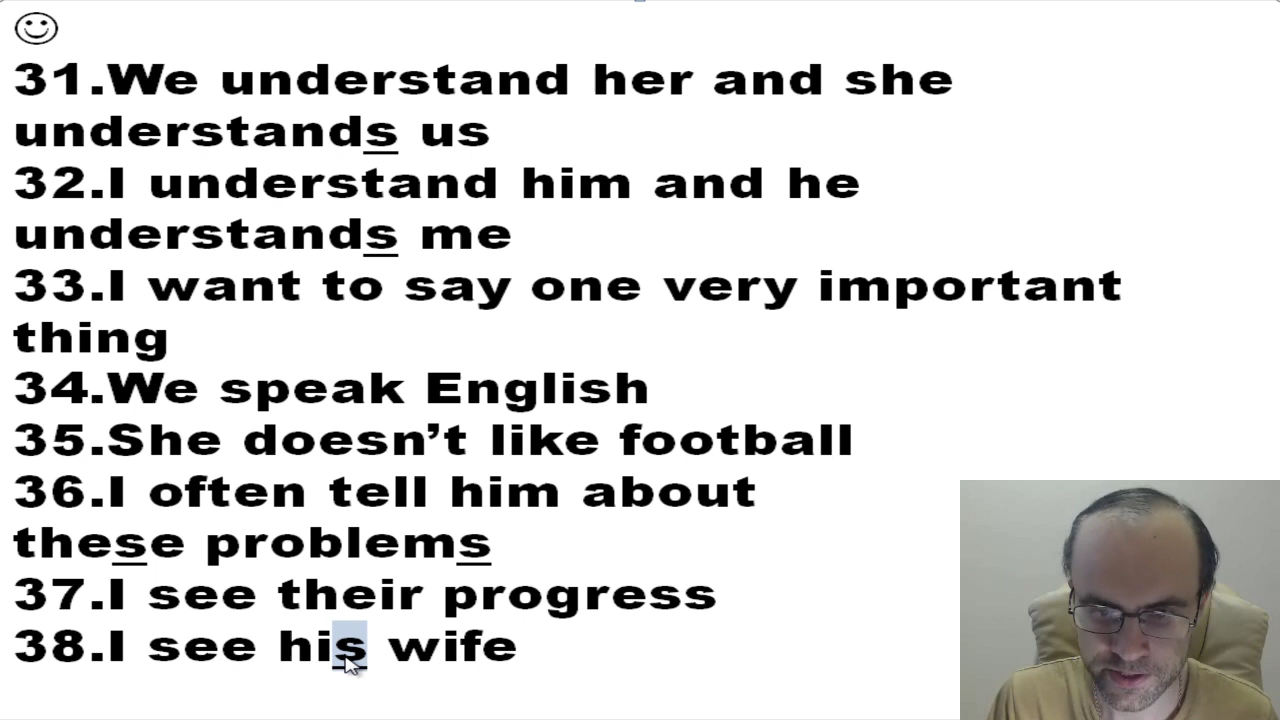 31.We understand her and she
understands us
32.I understand him and he
understands me
33.I want to say one very important
thing
34.We speak English
35.She doesn’t like football
36.I often tell him about
these problems
37.I see their progress
38.I see his wife